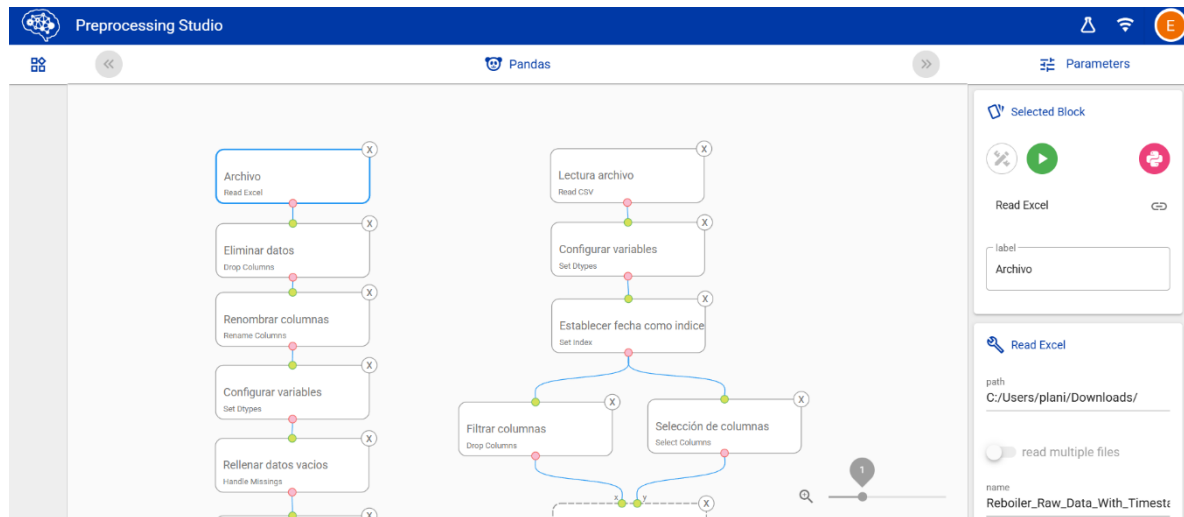 Preprocessing Studio
E
Pandas
Parameters
Archivo
Read Excel
X
Eliminar datos
Drop Columns
X
Renombrar columnas
Rename Columns
X
Configurar variables
Set Dtypes
X
Rellenar datos vacios
Handle Missings
X
X
Lectura archivo
Read CSV
X
Configurar variables
Set Dtypes
X
Establecer fecha como indice
Set Index
X
Filtrar columnas
Drop Columns
X
Selección de columnas
Select Columns
X
x
y
X
1
Selected Block
Read Excel
label
Archivo
Read Excel
path
C:/Users/plani/Downloads/
read multiple files
name
Reboiler_Raw_Data_With_Timesta